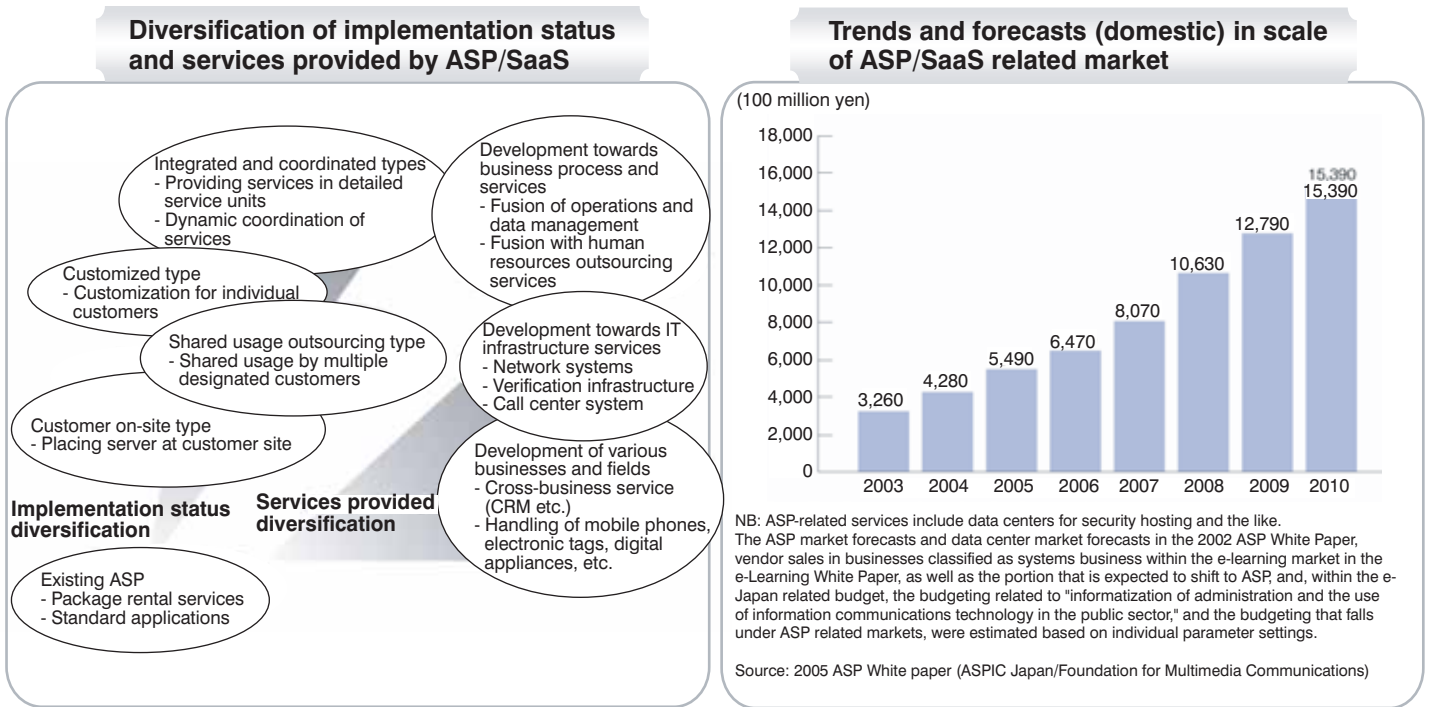 Diversification of implementation status
and services provided by ASP/SaaS
Integrated and coordinated types
- Providing services in detailed
service units
- Dynamic coordination of
services
Customized type
- Customization for individual
customers
Shared usage outsourcing type
- Shared usage by multiple
designated customers
Customer on-site type
- Placing server at customer site
Implementation status
diversification
Existing ASP
- Package rental services
- Standard applications
Development towards
business process and
services
- Fusion of operations and
data management
- Fusion with human
resources outsourcing
services
Development towards IT
infrastructure services
- Network systems
- Verification infrastructure
- Call center system
Development of various
businesses and fields
- Cross-business service
(CRM etc.)
- Handling of mobile phones,
electronic tags, digital
appliances, etc.
Services provided
diversification
Trends and forecasts (domestic) in scale
of ASP/SaaS related market
(100 million yen)
18,000
16,000
14,000
12,000
10,000
8,000
6,000
4,000
2,000
0
3,260
4,280
5,490
6,470
8,070
10,630
12,790
15,390
15,390
2003 2004 2005 2006 2007 2008 2009 2010
NB: ASP-related services include data centers for security hosting and the like.
The ASP market forecasts and data center market forecasts in the 2002 ASP White Paper,
vendor sales in businesses classified as systems business within the e-learning market in the
e-Learning White Paper, as well as the portion that is expected to shift to ASP, and, within the e-
Japan related budget, the budgeting related to "informatization of administration and the use
of information communications technology in the public sector," and the budgeting that falls
under ASP related markets, were estimated based on individual parameter settings.
Source: 2005 ASP White paper (ASPIC Japan/Foundation for Multimedia Communications)